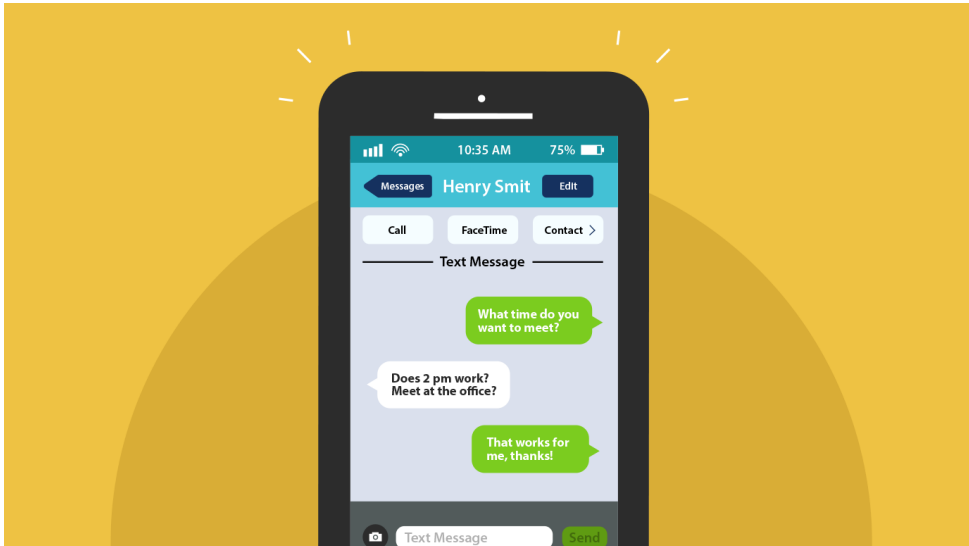 10:35 AM 75%
Messages Henry Smit Edit
Call FaceTime Contact
Text Message
What time do you
want to meet?
Does 2 pm work?
Meet at the office?
That works for
me, thanks!
Text Message Send